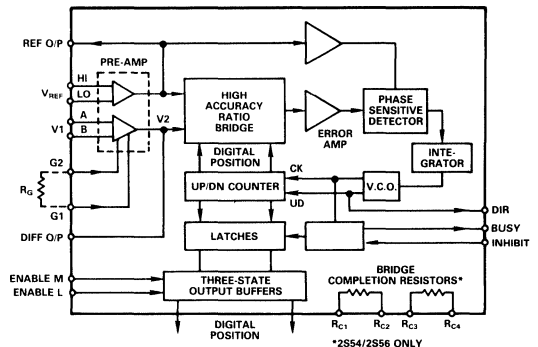 REF O/P
PRE-AMP
HI
VREF
LO
V1
A
B
V2
HIGH
ACCURACY
RATIO
BRIDGE
ERROR
AMP
PHASE
SENSITIVE
DETECTOR
INTE-
GRATOR
G2
RG
G1
DIGITAL
POSITION
CK
UP/DN COUNTER
UD
V.C.O.
DIR
LATCHES
BUSY
INHIBIT
DIFF O/P
ENABLE M
ENABLE L
THREE-STATE
OUTPUT BUFFERS
BRIDGE
COMPLETION RESISTORS*
RC1
RC2
RC3
RC4
DIGITAL
POSITION
*2S54/2S56 ONLY